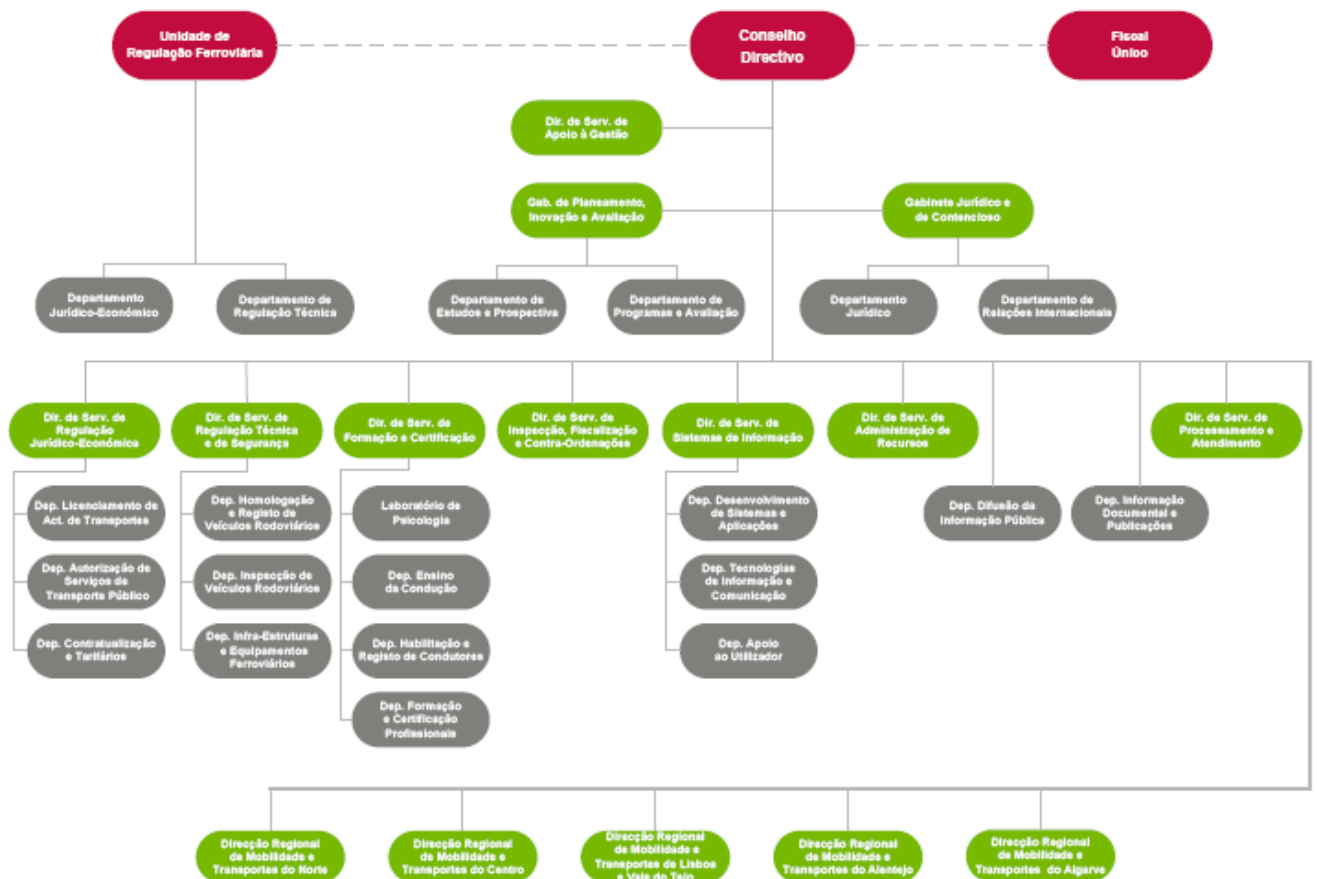 Unidade de
Regulação Ferroviária
Conselho
Directivo
Fiscal
Único
Dir. de Serv. de
Apoio à Gestão
Gab. de Planeamento,
Inovação e Avaliação
Gabinete Jurídico e
de Contencioso
Departamento
Jurídico-Económico
Departamento de
Regulação Técnica
Departamento de
Estudos e Prospectiva
Departamento de
Programas e Avaliação
Departamento
Jurídico
Departamento de
Relações Internacionais
Dir. de Serv. de
Regulação
Jurídico-Económica
Dir. de Serv. de
Regulação Técnica
e de Segurança
Dir. de Serv. de
Formação e Certificação
Dir. de Serv. de
Inspecção, Fiscalização
e Contra-Ordenações
Dir. de Serv. de
Sistemas de Informação
Dir. de Serv. de
Administração de
Recursos
Dir. de Serv. de
Processamento e
Atendimento
Dep. Licenciamento de
Act. de Transportes
Dep. Homologação
e Registo de
Veículos Rodoviários
Laboratório de
Psicologia
Dep. Desenvolvimento
de Sistemas e
Aplicações
Dep. Difusão da
Informação Pública
Dep. Informação
Documental e
Publicações
Dep. Autorização de
Serviços de
Transporte Público
Dep. Inspecção de
Veículos Rodoviários
Dep. Ensino
da Condução
Dep. Tecnologias
de Informação e
Comunicação
Dep. Contratualização
e Tarifários
Dep. Infra-Estruturas
e Equipamentos
Ferroviários
Dep. Habilitação e
Registo de Condutores
Dep. Apoio
ao Utilizador
Dep. Formação
e Certificação
Profissionais
Direcção Regional
de Mobilidade e
Transportes do Norte
Direcção Regional
de Mobilidade e
Transportes do Centro
Direcção Regional
de Mobilidade e
Transportes de Lisboa
e Vale do Tejo
Direcção Regional
de Mobilidade e
Transportes do Alentejo
Direcção Regional
de Mobilidade e
Transportes do Algarve